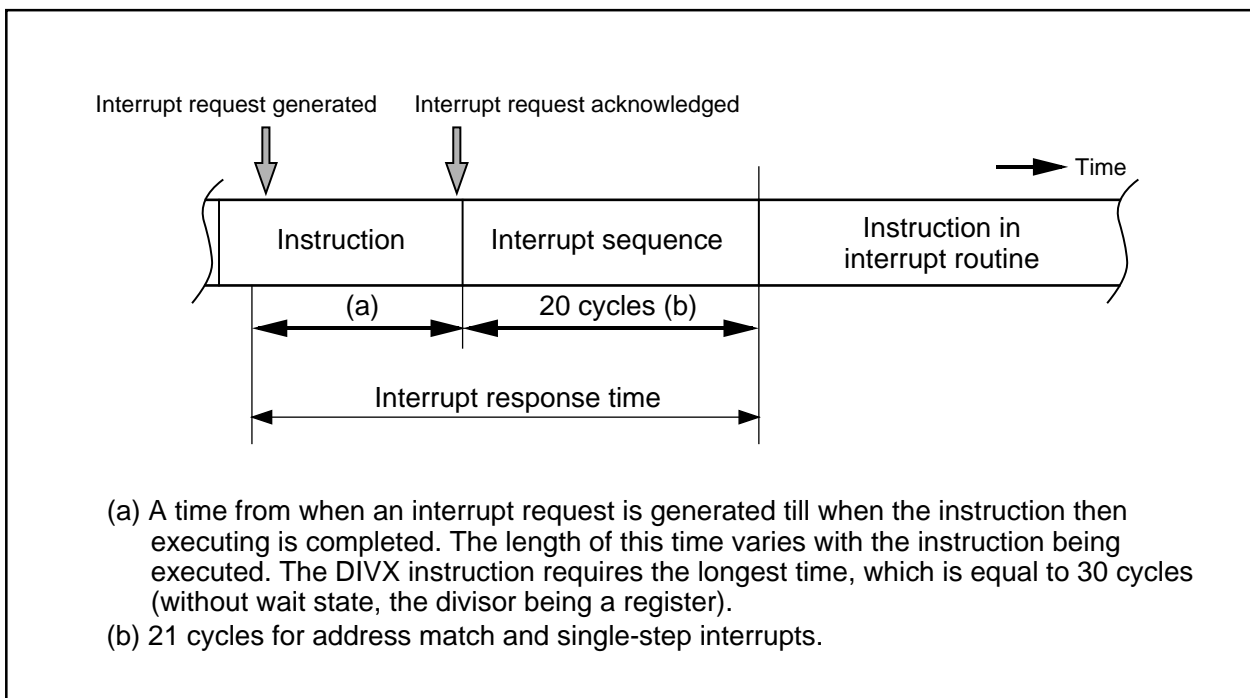 Interrupt request generated
Interrupt request acknowledged
Time
Instruction
Interrupt sequence
Instruction in
interrupt routine
(a)
20 cycles (b)
Interrupt response time
(a) A time from when an interrupt request is generated till when the instruction then
executing is completed. The length of this time varies with the instruction being
executed. The DIVX instruction requires the longest time, which is equal to 30 cycles
(without wait state, the divisor being a register).
(b) 21 cycles for address match and single-step interrupts.